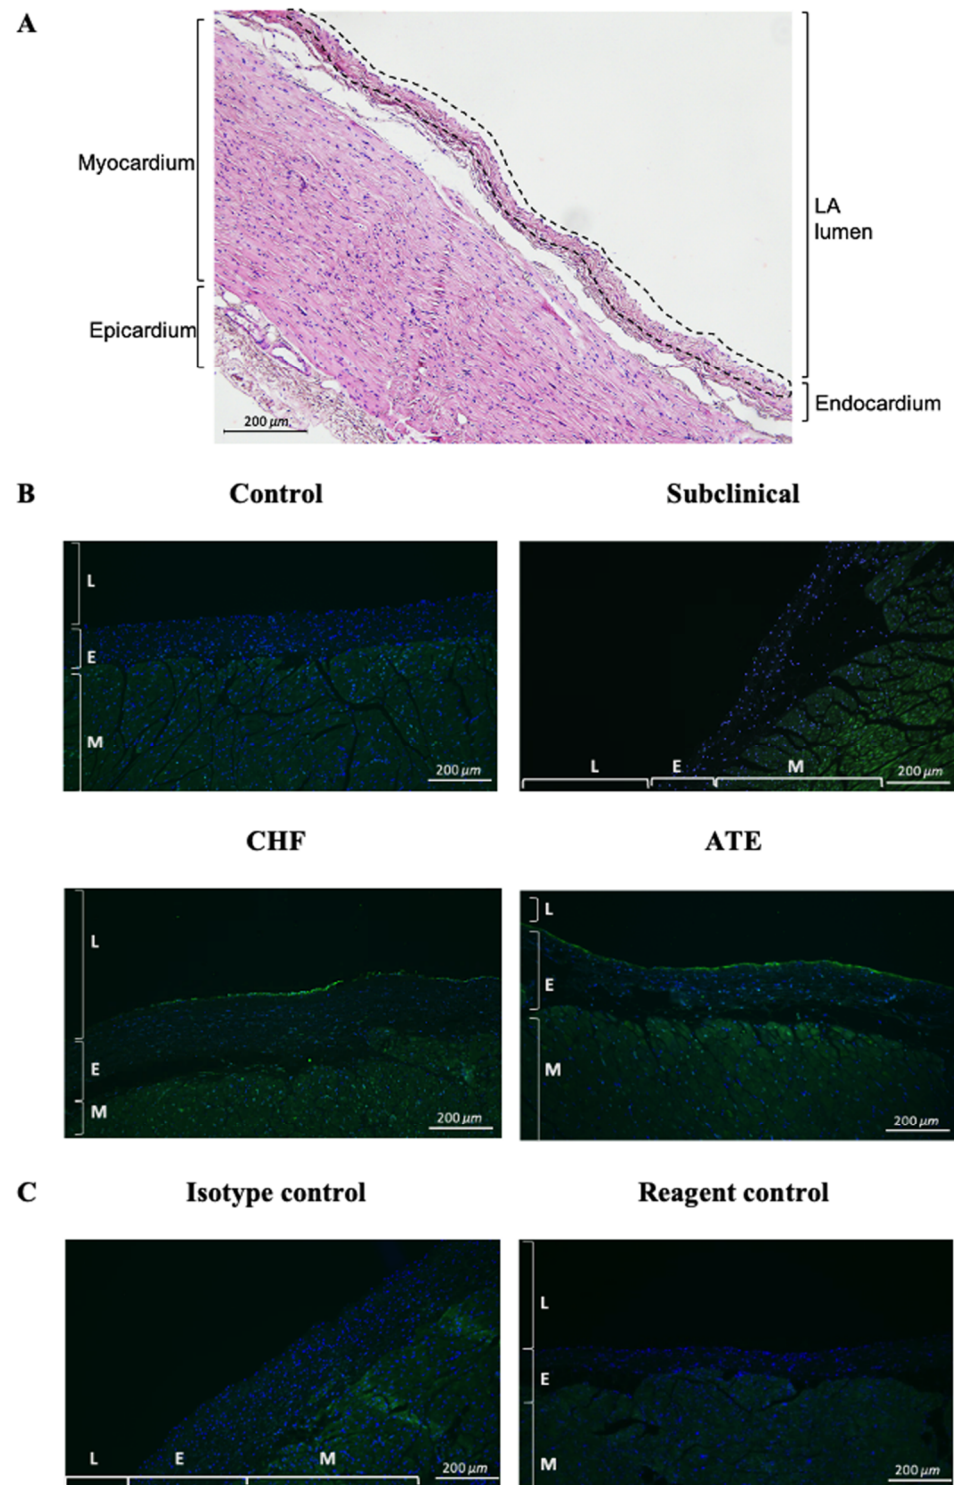 A
Myocardium
Epicardium
LA
lumen
Endocardium
200 μm
B
Control
Subclinical
L
E
M
200 μm
L E M
200 μm
CHF
ATE
L
E
M
200 μm
L
E
M
200 μm
C
Isotype control
Reagent control
L E M
200 μm
L
E
M
200 μm